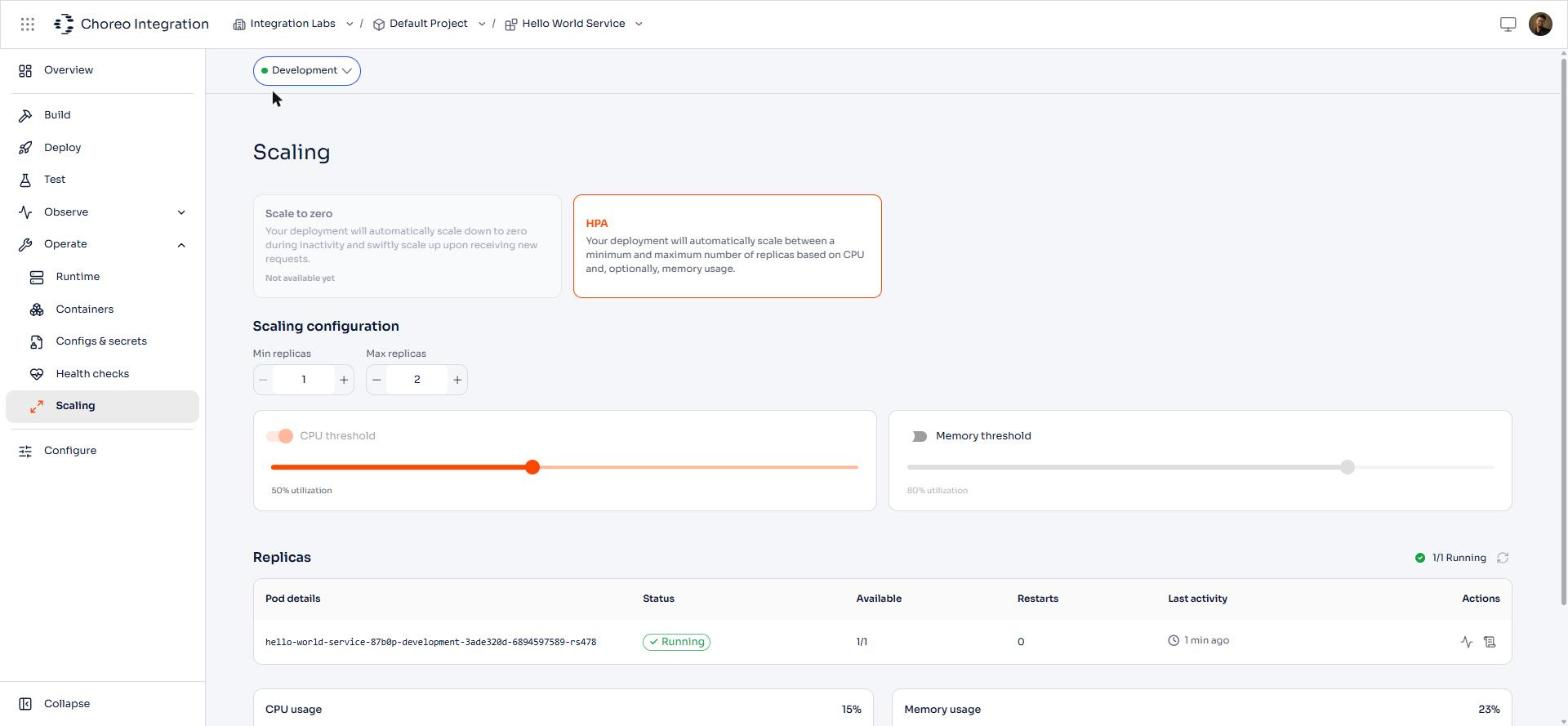 Choreo Integration
Integration Labs / Default Project / Hello World Service
Overview
Build
Deploy
Test
Observe
Operate
Runtime
Containers
Configs & secrets
Health checks
Scaling
Configure
Collapse
Development
Scaling
Scale to zero
Your deployment will automatically scale down to zero
during inactivity and swiftly scale up upon receiving new
requests.
Not available yet
HPA
Your deployment will automatically scale between a
minimum and maximum number of replicas based on CPU
and, optionally, memory usage.
Scaling configuration
Min replicas Max replicas
− 1 + − 2 +
CPU threshold
50% utilization
Memory threshold
80% utilization
Replicas
1/1 Running
Pod details Status Available Restarts Last activity Actions
hello-world-service-87b0p-development-3ade320d-6894597589-rs478 Running 1/1 0 1 min ago
CPU usage 15%
Memory usage 23%